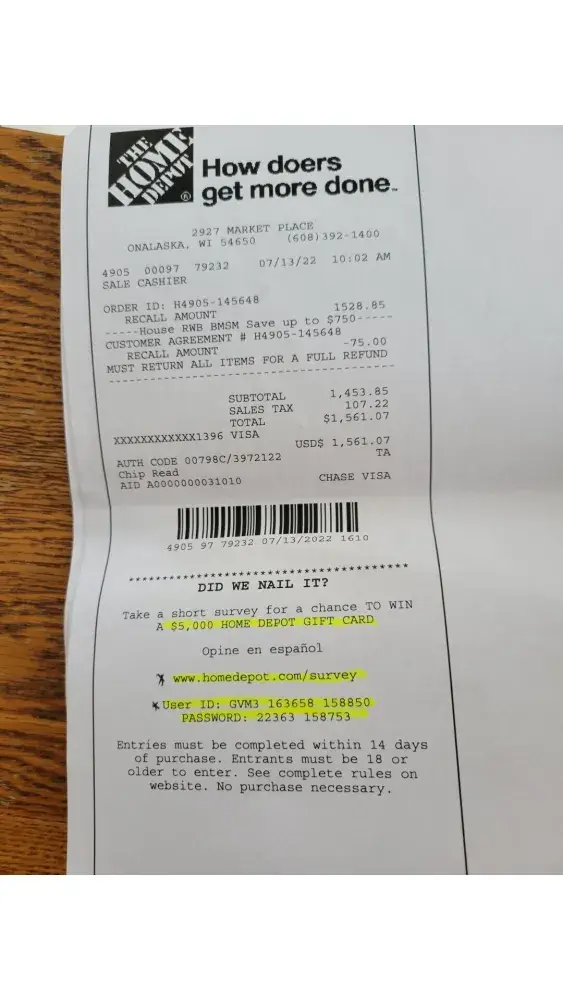 THE
HOME
DEPOT
®
How doers
get more done™
2927 MARKET PLACE
ONALASKA, WI 54650 (608)392-1400
4905 00097 79232 07/13/22 10:02 AM
SALE CASHIER
ORDER ID: H4905-145648
RECALL AMOUNT 1528.85
-----House RWB BMSM Save up to $750-----
CUSTOMER AGREEMENT # H4905-145648
RECALL AMOUNT -75.00
MUST RETURN ALL ITEMS FOR A FULL REFUND
----------------------------------------
SUBTOTAL 1,453.85
SALES TAX 107.22
TOTAL $1,561.07
XXXXXXXXXXXX1396 VISA
USD$ 1,561.07
AUTH CODE 00798C/3972122 TA
Chip Read
AID A0000000031010 CHASE VISA
4905 97 79232 07/13/2022 1610
******************************************
DID WE NAIL IT?
Take a short survey for a chance TO WIN
A $5,000 HOME DEPOT GIFT CARD
Opine en español
www.homedepot.com/survey
User ID: GVM3 163658 158850
PASSWORD: 22363 158753
Entries must be completed within 14 days
of purchase. Entrants must be 18 or
older to enter. See complete rules on
website. No purchase necessary.